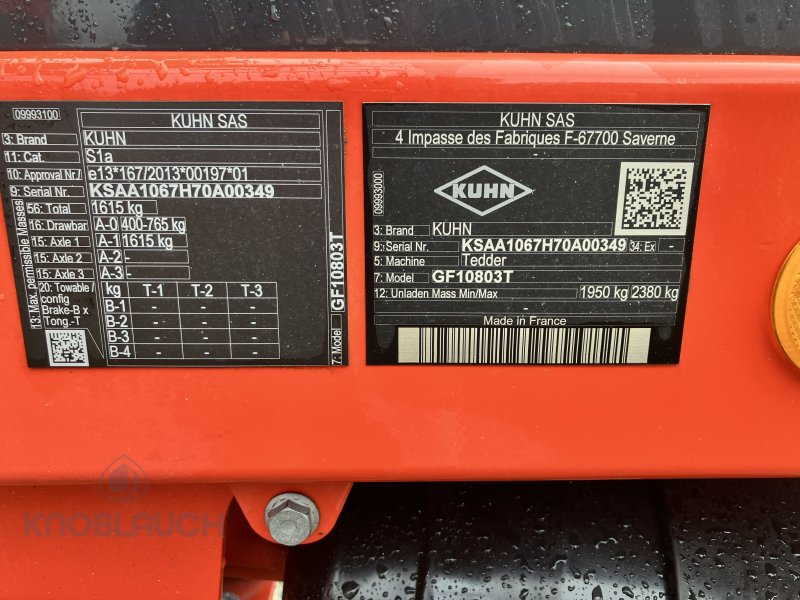 09993100
KUHN SAS
3: Brand KUHN
11: Cat. S1a
10: Approval Nr./ e13*167/2013*00197*01
9: Serial Nr. KSAA1067H70A00349
13: Max. permissible Masses
56: Total 1615 kg
16: Drawbar A-0 400-765 kg
15: Axle 1 A-1 1615 kg
15: Axle 2 A-2 -
15: Axle 3 A-3 -
20: Towable / kg T-1 T-2 T-3
config B-1 - - -
Brake-B x B-2 - - -
Tong.-T B-3 - - -
B-4 - - -
7: Model GF10803T
KUHN SAS
4 Impasse des Fabriques F-67700 Saverne
09993000
KUHN
3: Brand KUHN
9: Serial Nr. KSAA1067H70A00349 34: Ex -
5: Machine Tedder
7: Model GF10803T
12: Unladen Mass Min/Max 1950 kg 2380 kg
Made in France
KNOBLAUCH